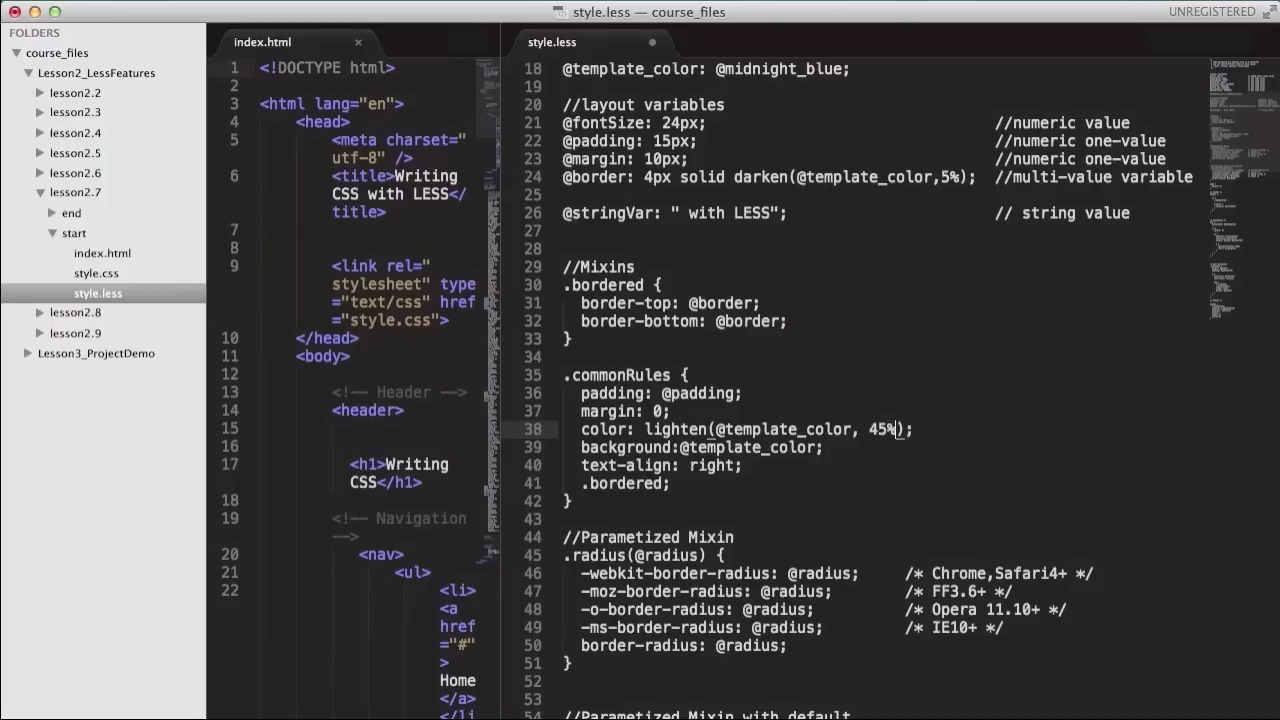 style.less — course_files
UNREGISTERED
FOLDERS
course_files
Lesson2_LessFeatures
lesson2.2
lesson2.3
lesson2.4
lesson2.5
lesson2.6
lesson2.7
end
start
index.html
style.css
style.less
lesson2.8
lesson2.9
Lesson3_ProjectDemo
index.html
1 <!DOCTYPE html>
2
3 <html lang="en">
4 <head>
5 <meta charset="
utf-8" />
6 <title>Writing
CSS with LESS</
title>
7
8
9 <link rel="
stylesheet" type
="text/css" href
="style.css">
10 </head>
11 <body>
12
13 <!-- Header -->
14 <header>
15
16
17 <h1>Writing
CSS</h1>
18
19 <!-- Navigation
-->
20 <nav>
21 <ul>
22 <li>
<a
href
="#"
>
Home
</a>
</li
style.less
18 @template_color: @midnight_blue;
19
20 //layout variables
21 @fontSize: 24px; //numeric value
22 @padding: 15px; //numeric one-value
23 @margin: 10px; //numeric one-value
24 @border: 4px solid darken(@template_color,5%); //multi-value variable
25
26 @stringVar: " with LESS"; // string value
27
28
29 //Mixins
30 .bordered {
31 border-top: @border;
32 border-bottom: @border;
33 }
34
35 .commonRules {
36 padding: @padding;
37 margin: 0;
38 color: lighten(@template_color, 45%);
39 background:@template_color;
40 text-align: right;
41 .bordered;
42 }
43
44 //Parametized Mixin
45 .radius(@radius) {
46 -webkit-border-radius: @radius; /* Chrome,Safari4+ */
47 -moz-border-radius: @radius; /* FF3.6+ */
48 -o-border-radius: @radius; /* Opera 11.10+ */
49 -ms-border-radius: @radius; /* IE10+ */
50 border-radius: @radius;
51 }
52
53
54 //Parametized Mixin with default